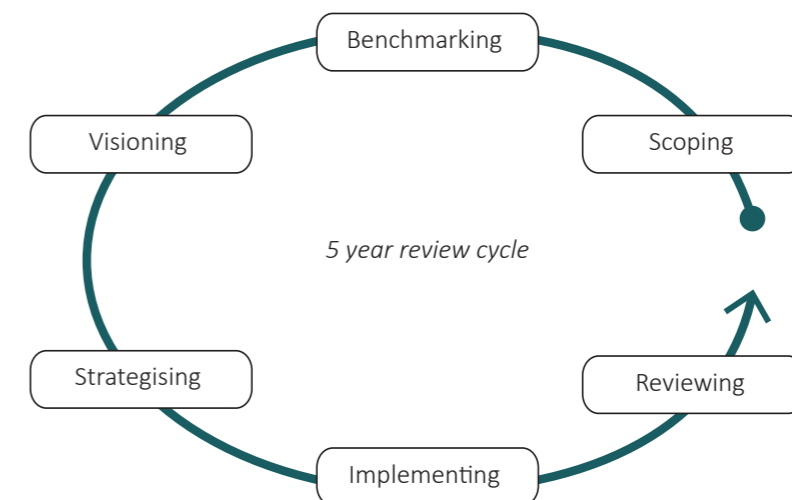 Benchmarking
Visioning
Scoping
5 year review cycle
Strategising
Reviewing
Implementing